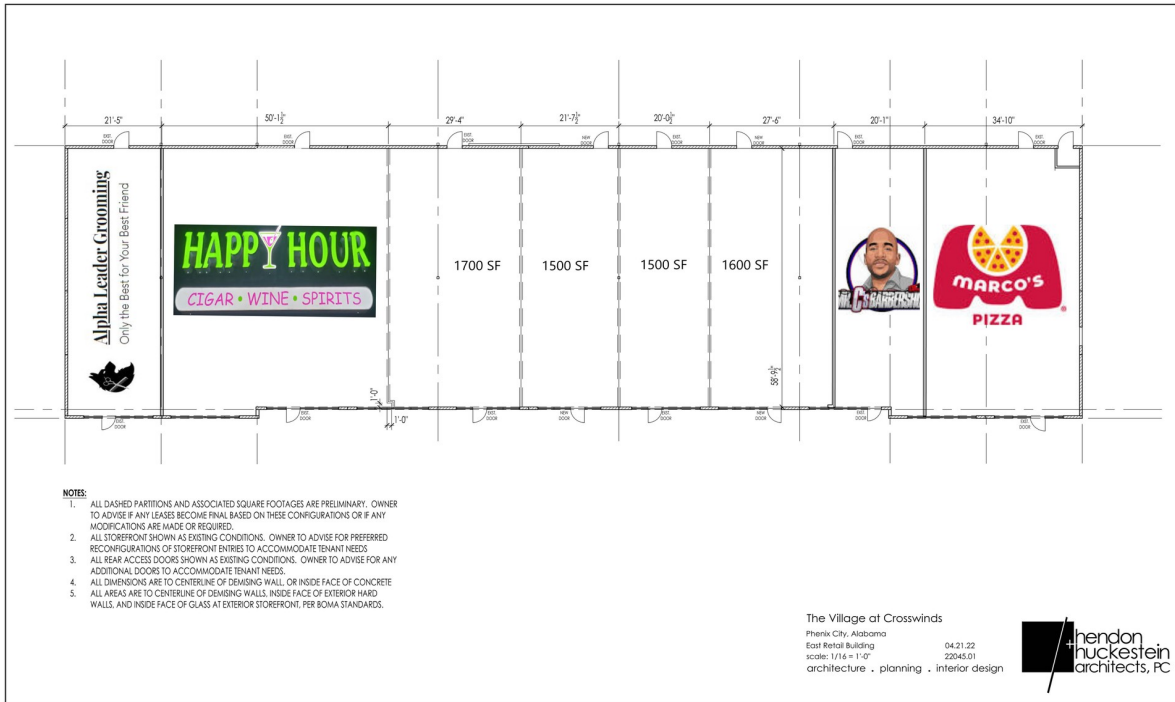 21'-5"
50'-1½"
29'-4"
21'-7½"
20'-0½"
27'-6"
20'-1"
34'-10"
EXIST. DOOR
EXIST. DOOR
EXIST. DOOR
NEW DOOR
EXIST. DOOR
NEW DOOR
EXIST. DOOR
EXIST. DOOR
Alpha Leader Grooming
Only the Best for Your Best Friend
HAPPY HOUR
CIGAR • WINE • SPIRITS
1700 SF
1500 SF
1500 SF
1600 SF
MR. C'S BARBERSHOP
MARCO'S
PIZZA
®
58'-9½"
1'-0"
1'-0"
EXIST. DOOR
EXIST. DOOR
EXIST. DOOR
NEW DOOR
EXIST. DOOR
NEW DOOR
EXIST. DOOR
EXIST. DOOR
NOTES:
1. ALL DASHED PARTITIONS AND ASSOCIATED SQUARE FOOTAGES ARE PRELIMINARY. OWNER
TO ADVISE IF ANY LEASES BECOME FINAL BASED ON THESE CONFIGURATIONS OR IF ANY
MODIFICATIONS ARE MADE OR REQUIRED.
2. ALL STOREFRONT SHOWN AS EXISTING CONDITIONS. OWNER TO ADVISE FOR PREFERRED
RECONFIGURATIONS OF STOREFRONT ENTRIES TO ACCOMMODATE TENANT NEEDS
3. ALL REAR ACCESS DOORS SHOWN AS EXISTING CONDITIONS. OWNER TO ADVISE FOR ANY
ADDITIONAL DOORS TO ACCOMMODATE TENANT NEEDS.
4. ALL DIMENSIONS ARE TO CENTERLINE OF DEMISING WALL, OR INSIDE FACE OF CONCRETE
5. ALL AREAS ARE TO CENTERLINE OF DEMISING WALLS, INSIDE FACE OF EXTERIOR HARD
WALLS, AND INSIDE FACE OF GLASS AT EXTERIOR STOREFRONT, PER BOMA STANDARDS.
The Village at Crosswinds
Phenix City, Alabama
East Retail Building 04.21.22
scale: 1/16 = 1'-0" 22045.01
architecture . planning . interior design
hendon
+ huckestein
architects, PC